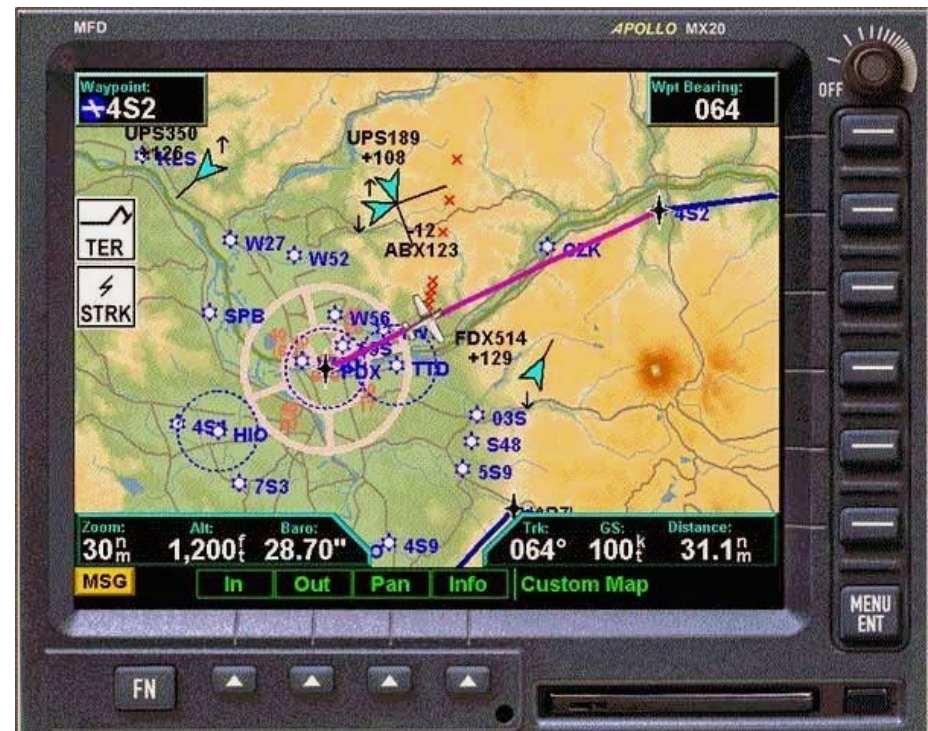 MFD
APOLLO MX20
OFF
Waypoint:
4S2
Wpt Bearing:
064
UPS350
+126
KLS
UPS189
+108
4S2
TER
W27
W52
-12
ABX123
CZK
STRK
SPB
W56
FDX514
+129
PDX
TTD
03S
4S4
HIO
S48
5S9
7S3
4S9
Zoom:
30nm
Alt:
1,200ft
Baro:
28.70"
Trk:
064°
GS:
100kt
Distance:
31.1nm
MSG
In
Out
Pan
Info
Custom Map
MENU
ENT
FN